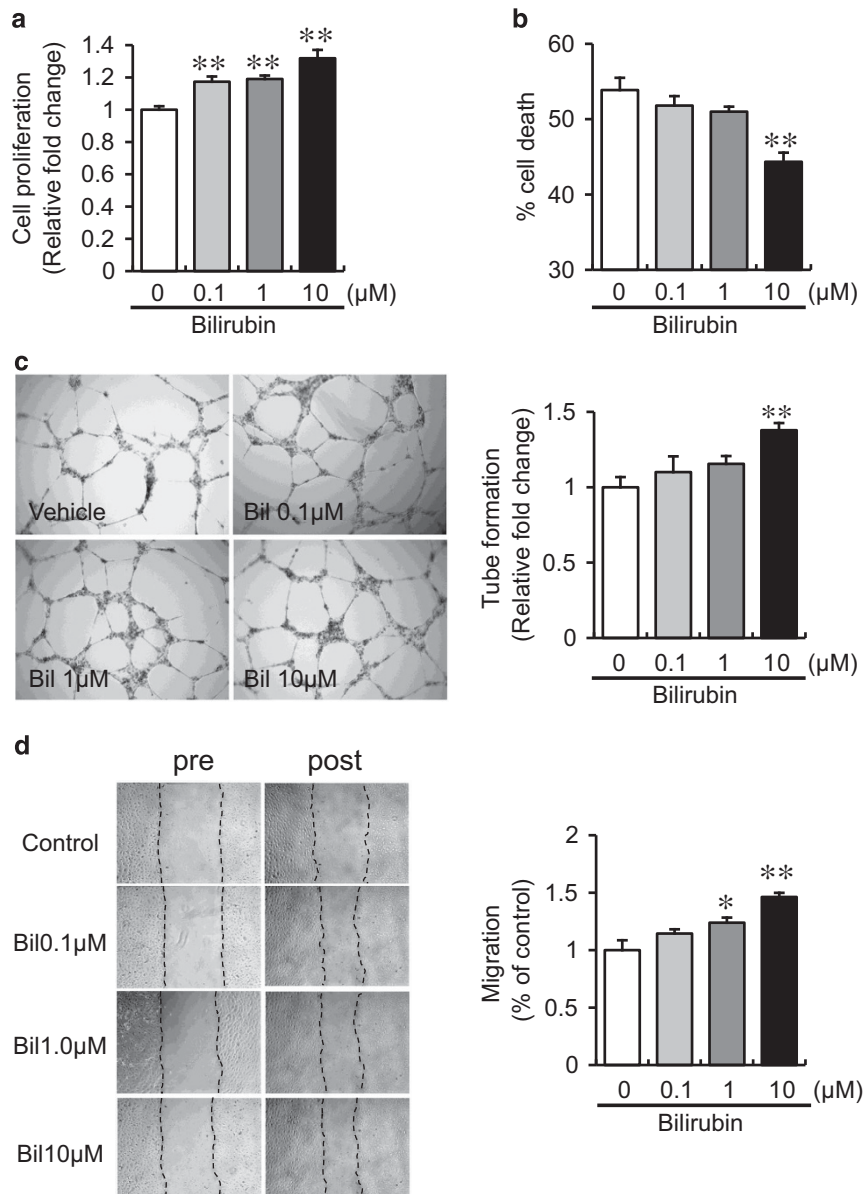 a
Cell proliferation
(Relative fold change)
1.4
1.2
1
0.8
0.6
0.4
0.2
0
** ** **
0 0.1 1 10 (µM)
Bilirubin
b
% cell death
60
50
40
30
**
0 0.1 1 10 (µM)
Bilirubin
c
Vehicle
Bil 0.1µM
Bil 1µM
Bil 10µM
Tube formation
(Relative fold change)
1.5
1
0.5
0
**
0 0.1 1 10 (µM)
Bilirubin
d
pre post
Control
Bil0.1µM
Bil1.0µM
Bil10µM
Migration
(% of control)
2
1.5
1
0.5
0
* **
0 0.1 1 10 (µM)
Bilirubin